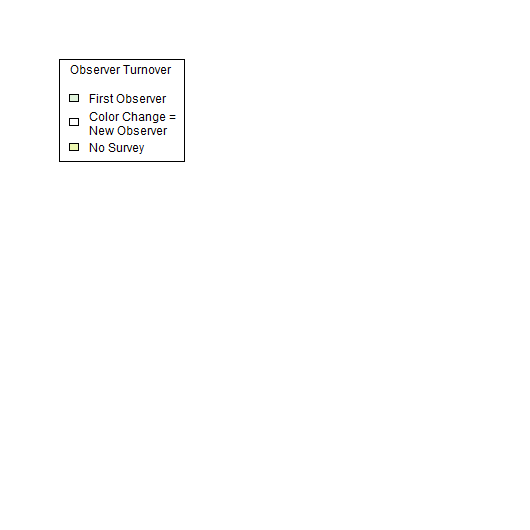 Observer Turnover
First Observer
Color Change =
New Observer
No Survey